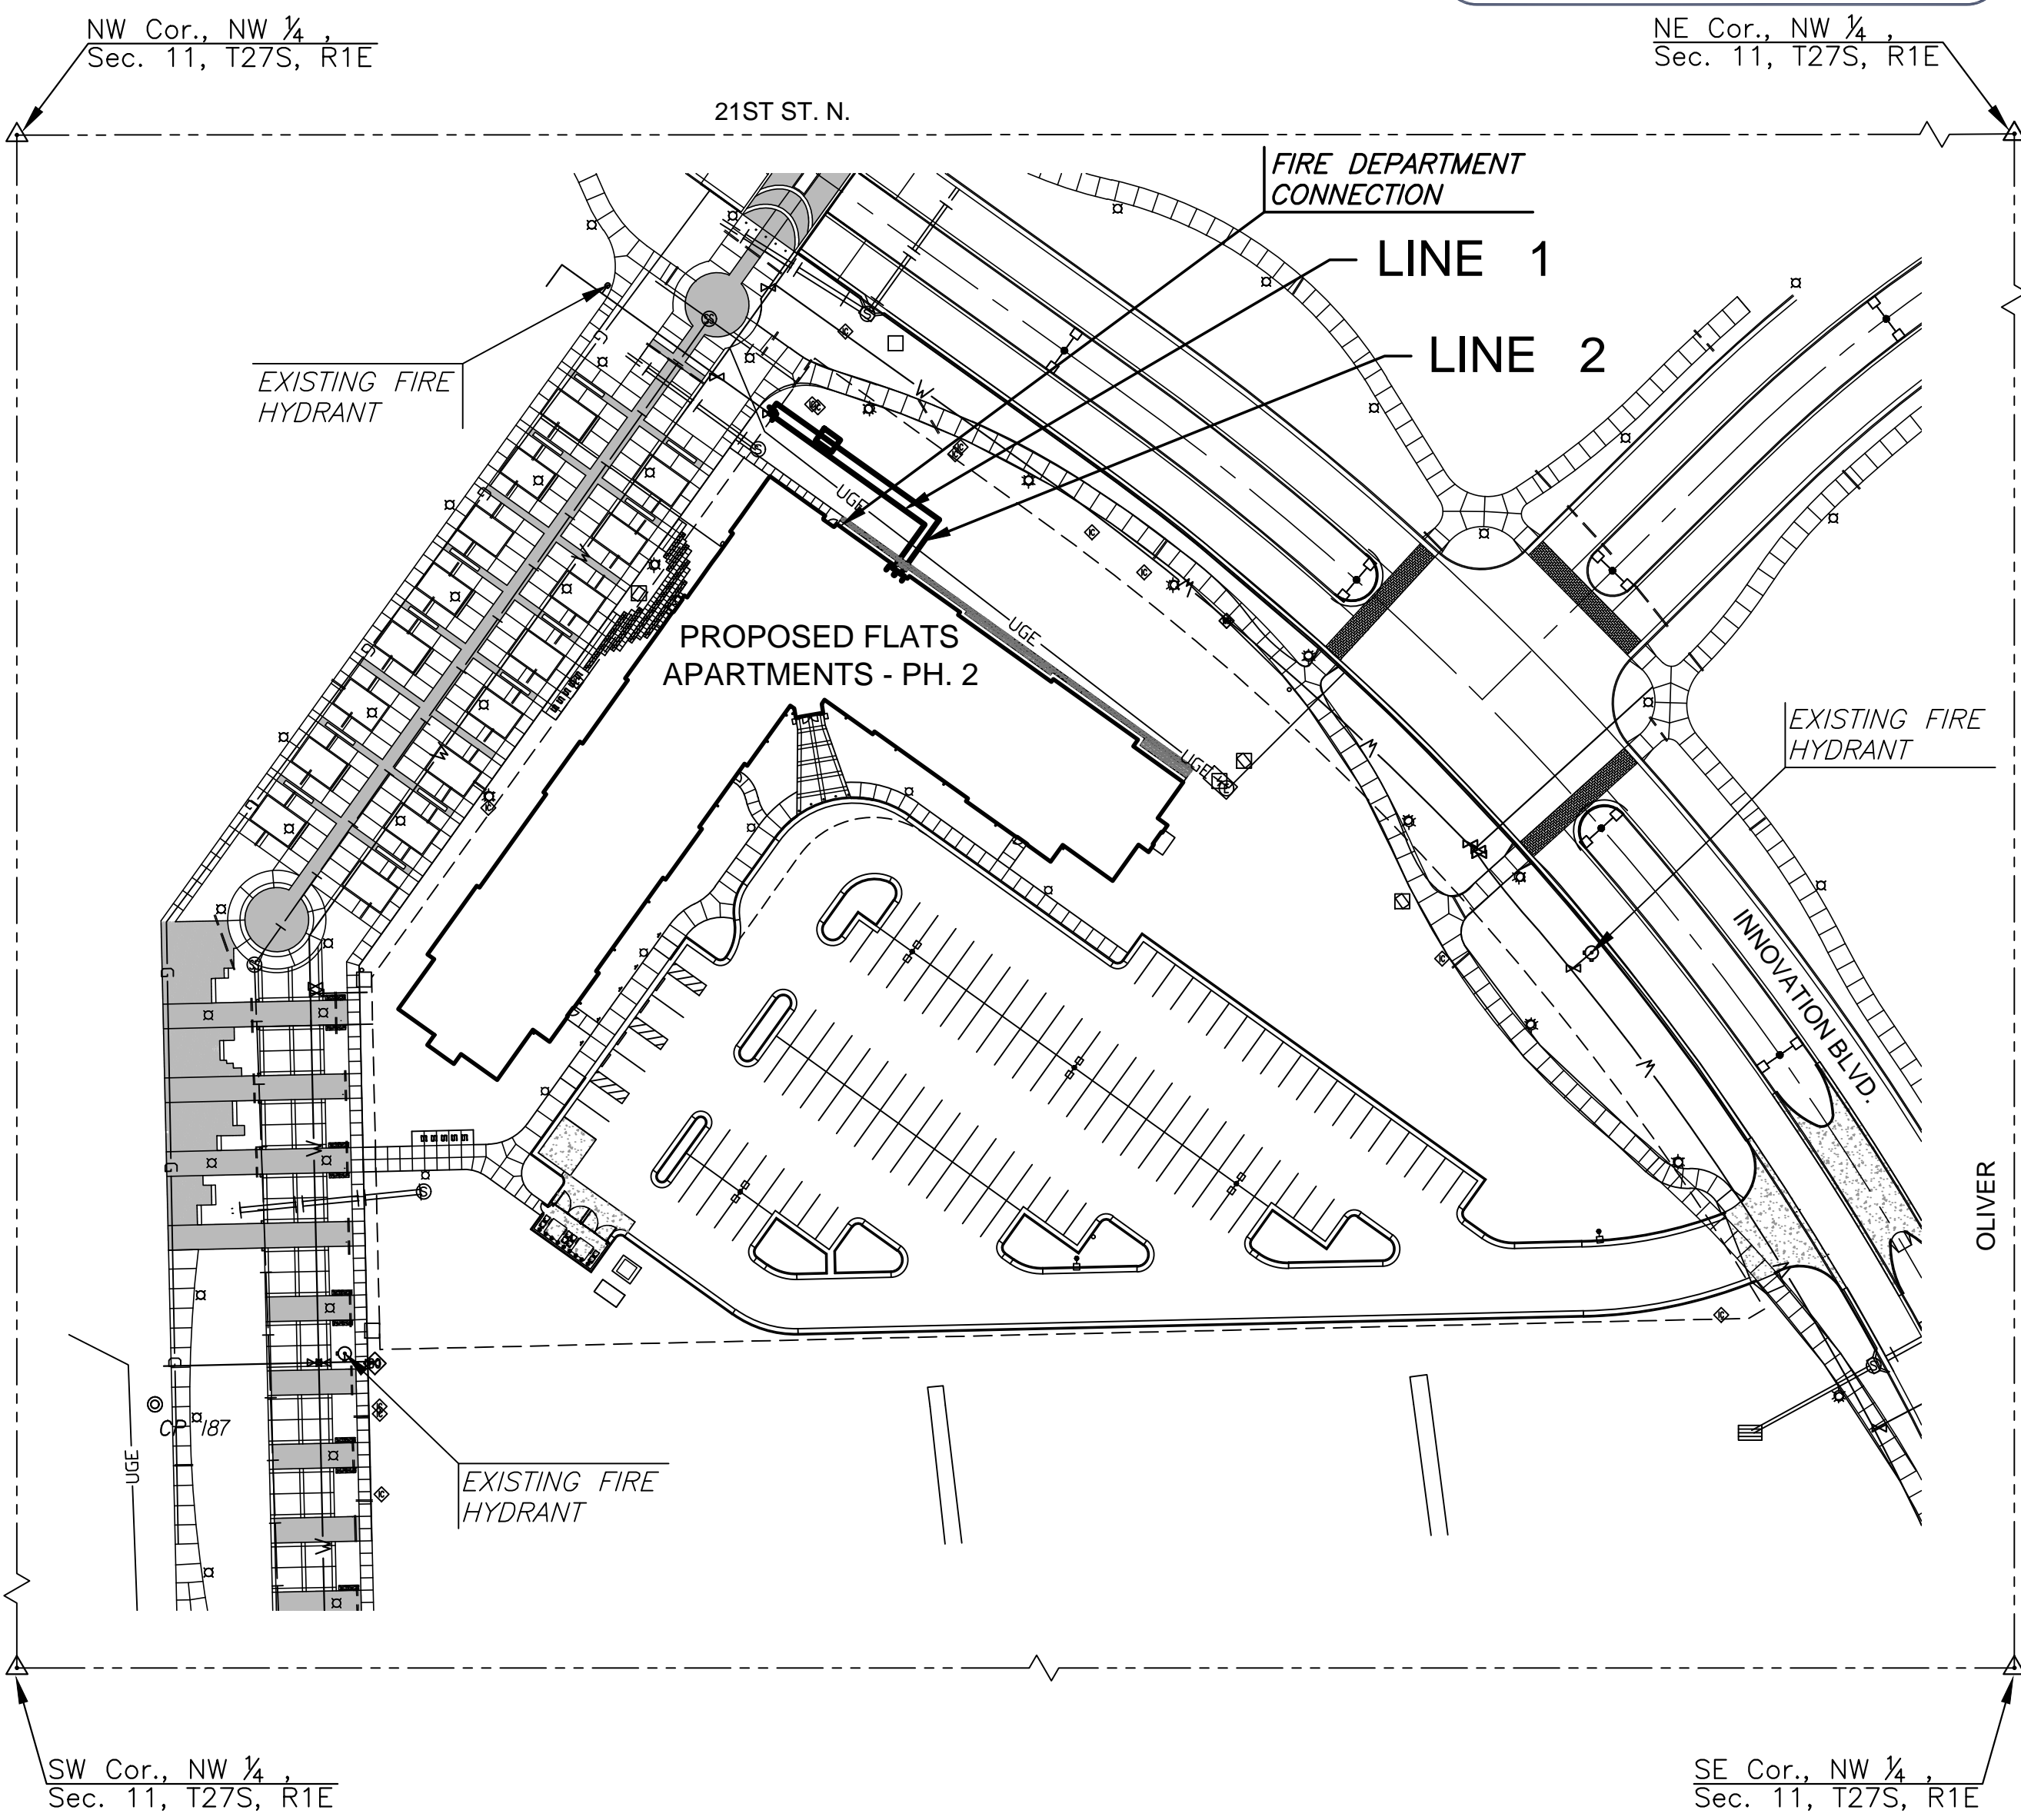 NW Cor., NW ¼ ,
Sec. 11, T27S, R1E
NE Cor., NW ¼ ,
Sec. 11, T27S, R1E
21ST ST. N.
FIRE DEPARTMENT
CONNECTION
LINE 1
LINE 2
EXISTING FIRE
HYDRANT
UGE
PROPOSED FLATS
APARTMENTS - PH. 2
UGE
UGE
EXISTING FIRE
HYDRANT
INNOVATION BLVD.
OLIVER
CP 187
UGE
EXISTING FIRE
HYDRANT
SW Cor., NW ¼ ,
Sec. 11, T27S, R1E
SE Cor., NW ¼ ,
Sec. 11, T27S, R1E